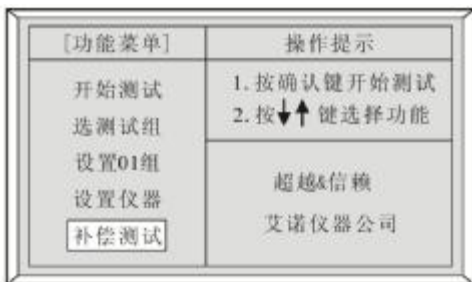 [功能菜单]
开始测试
选测试组
设置01组
设置仪器
补偿测试
操作提示
1.按确认键开始测试
2.按↓↑键选择功能
超越&信赖
艾诺仪器公司